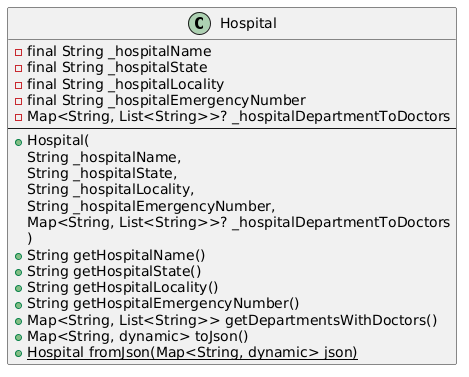 C Hospital
final String _hospitalName
final String _hospitalState
final String _hospitalLocality
final String _hospitalEmergencyNumber
Map<String, List<String>>? _hospitalDepartmentToDoctors
Hospital(
String _hospitalName,
String _hospitalState,
String _hospitalLocality,
String _hospitalEmergencyNumber,
Map<String, List<String>>? _hospitalDepartmentToDoctors
)
String getHospitalName()
String getHospitalState()
String getHospitalLocality()
String getHospitalEmergencyNumber()
Map<String, List<String>> getDepartmentsWithDoctors()
Map<String, dynamic> toJson()
Hospital fromJson(Map<String, dynamic> json)